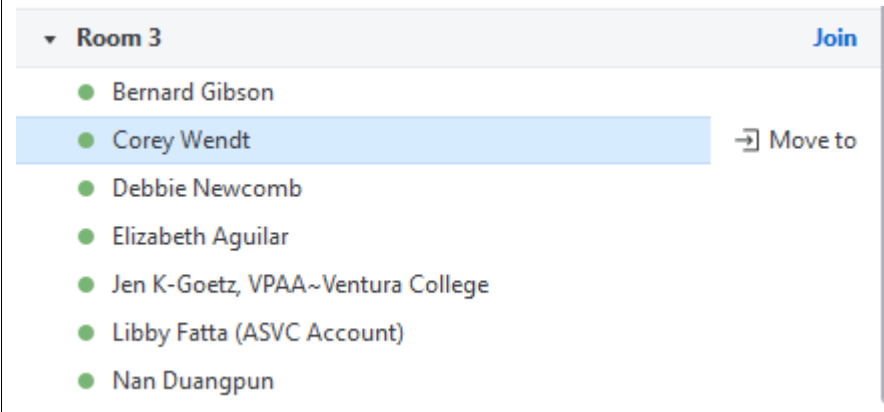 Room 3 Join
Bernard Gibson
Corey Wendt Move to
Debbie Newcomb
Elizabeth Aguilar
Jen K-Goetz, VPAA~Ventura College
Libby Fatta (ASVC Account)
Nan Duangpun